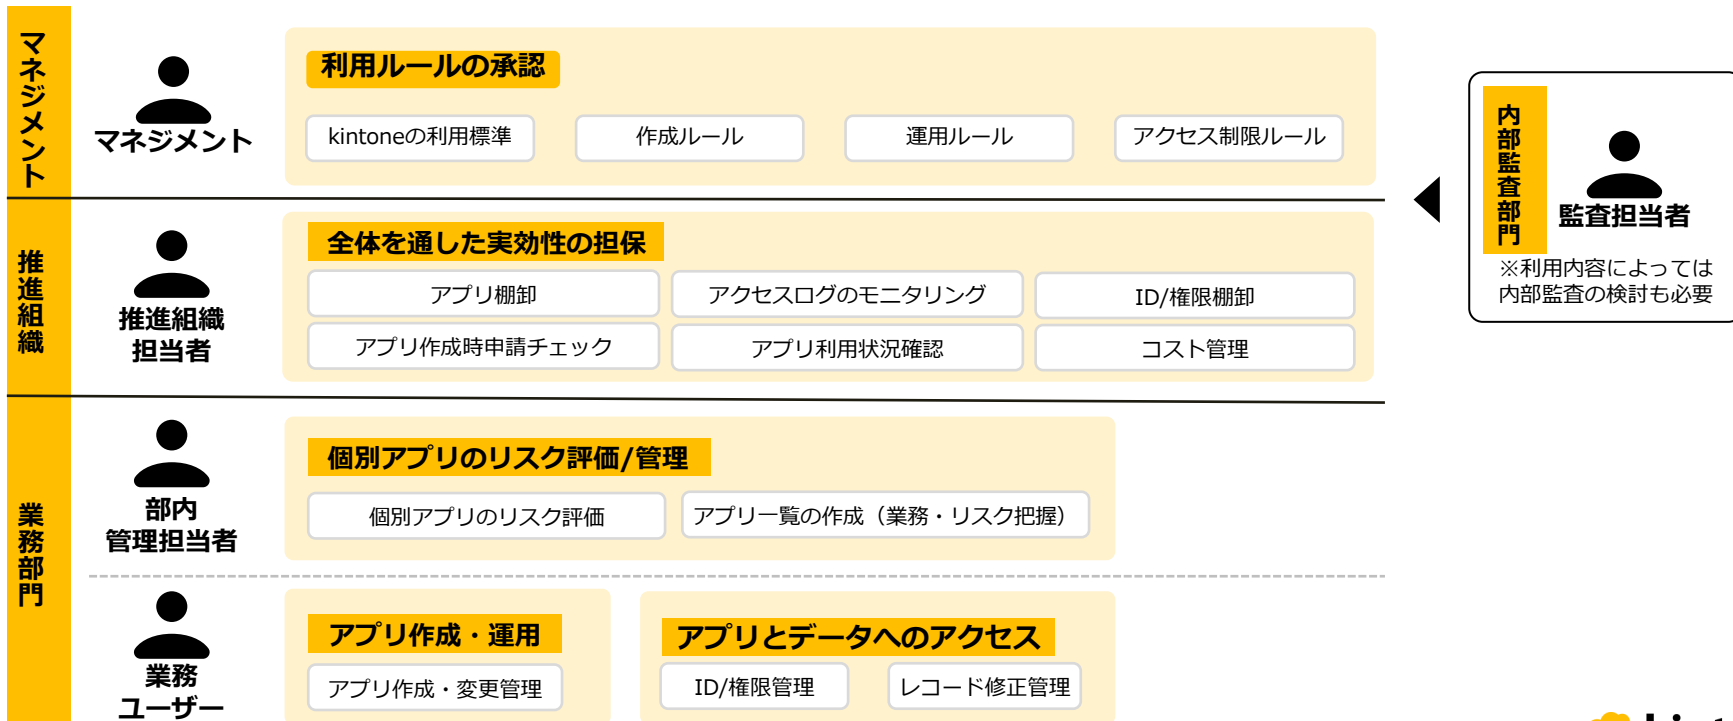 マネジメント
マネジメント
利用ルールの承認
kintoneの利用標準
作成ルール
運用ルール
アクセス制限ルール
内部監査部門
監査担当者
※利用内容によっては
内部監査の検討も必要
推進組織
推進組織
担当者
全体を通した実効性の担保
アプリ棚卸
アクセスログのモニタリング
ID/権限棚卸
アプリ作成時申請チェック
アプリ利用状況確認
コスト管理
業務部門
部内
管理担当者
個別アプリのリスク評価/管理
個別アプリのリスク評価
アプリ一覧の作成（業務・リスク把握）
業務
ユーザー
アプリ作成・運用
アプリ作成・変更管理
アプリとデータへのアクセス
ID/権限管理
レコード修正管理